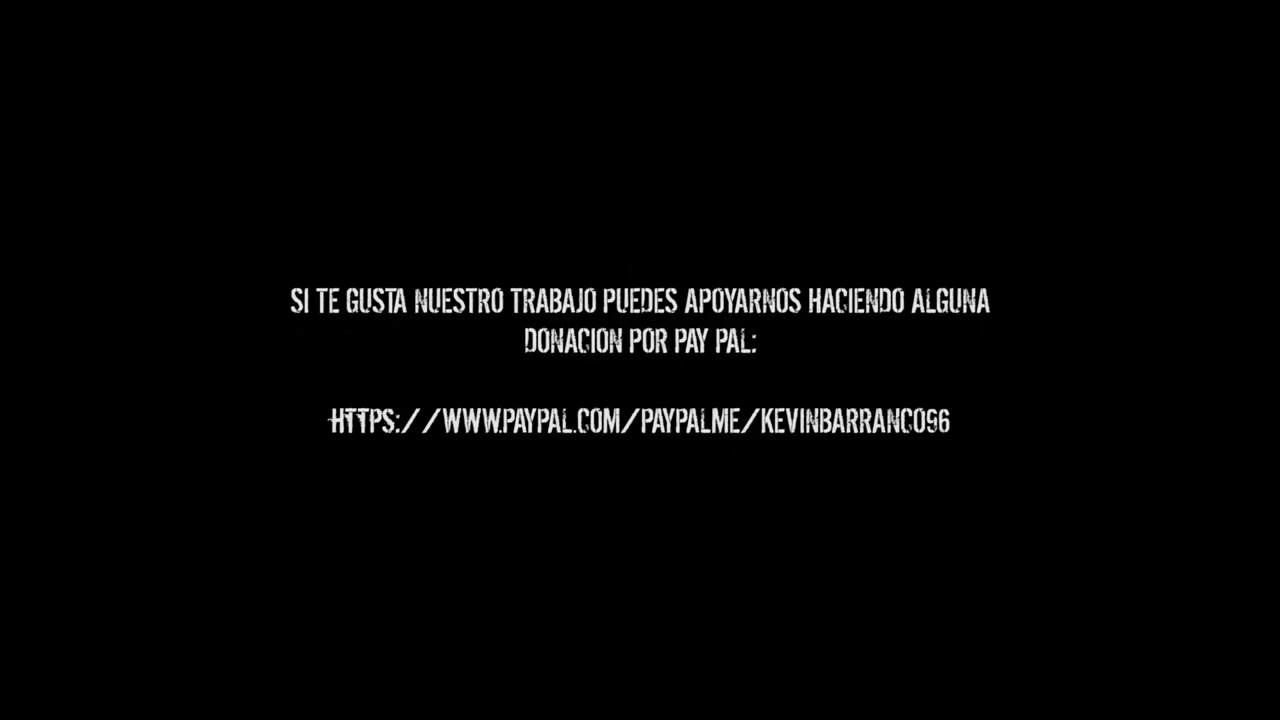 SI TE GUSTA NUESTRO TRABAJO PUEDES APOYARNOS HACIENDO ALGUNA
DONACION POR PAY PAL:
HTTPS://WWW.PAYPAL.COM/PAYPALME/KEVINBARRANCO96